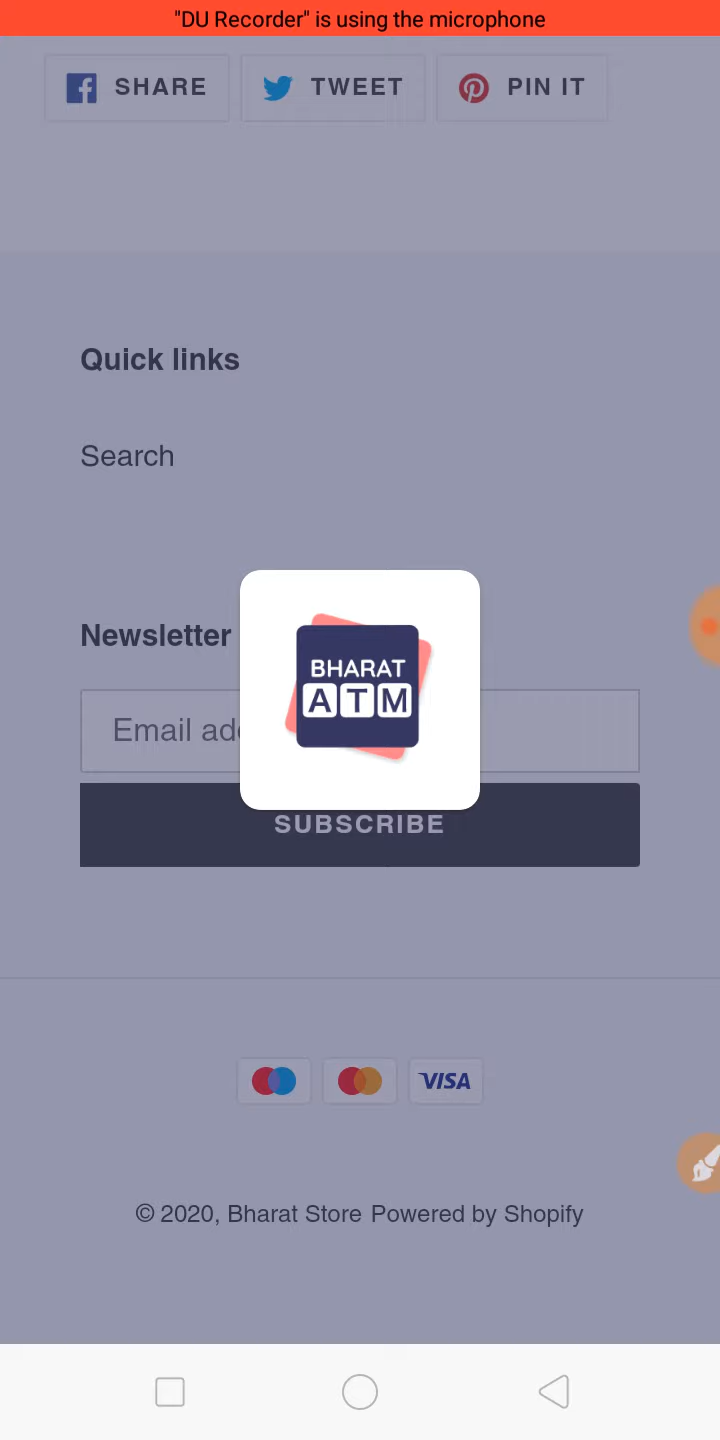 "DU Recorder" is using the microphone
SHARE TWEET PIN IT
Quick links
Search
Newsletter
BHARAT
ATM
Email
SUBSCRIBE
VISA
© 2020, Bharat Store Powered by Shopify